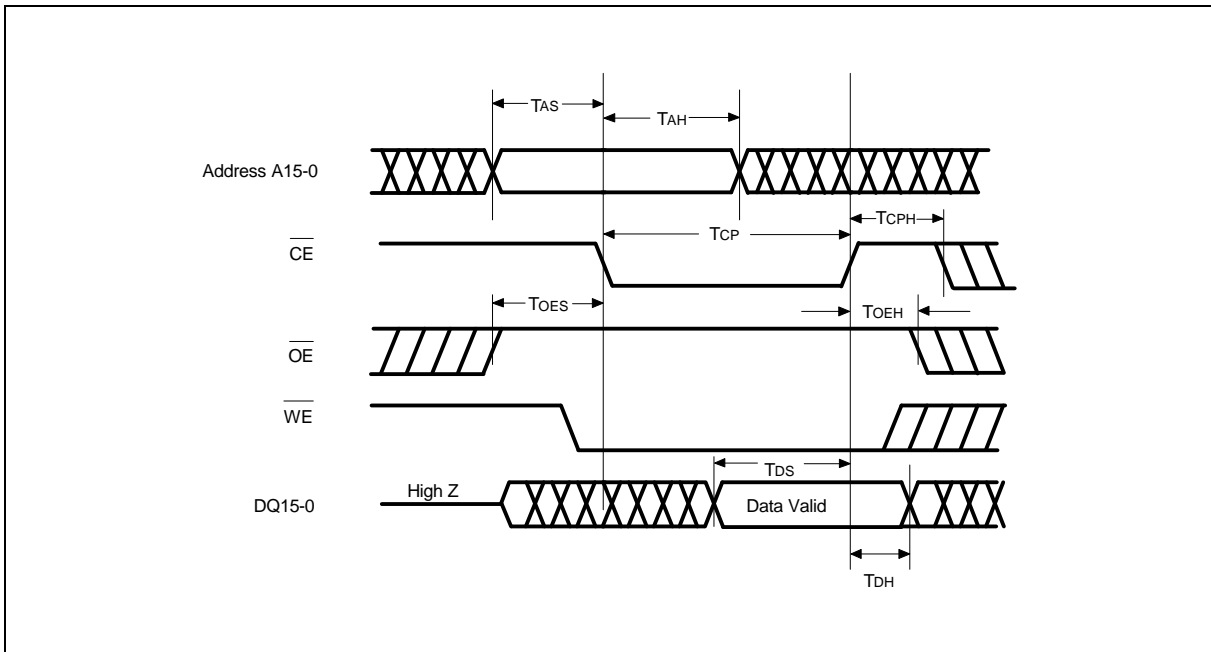 TAS
TAH
Address A15-0
TCPH
TCP
CE
TOES
TOEH
OE
WE
TDS
High Z
Data Valid
DQ15-0
TDH